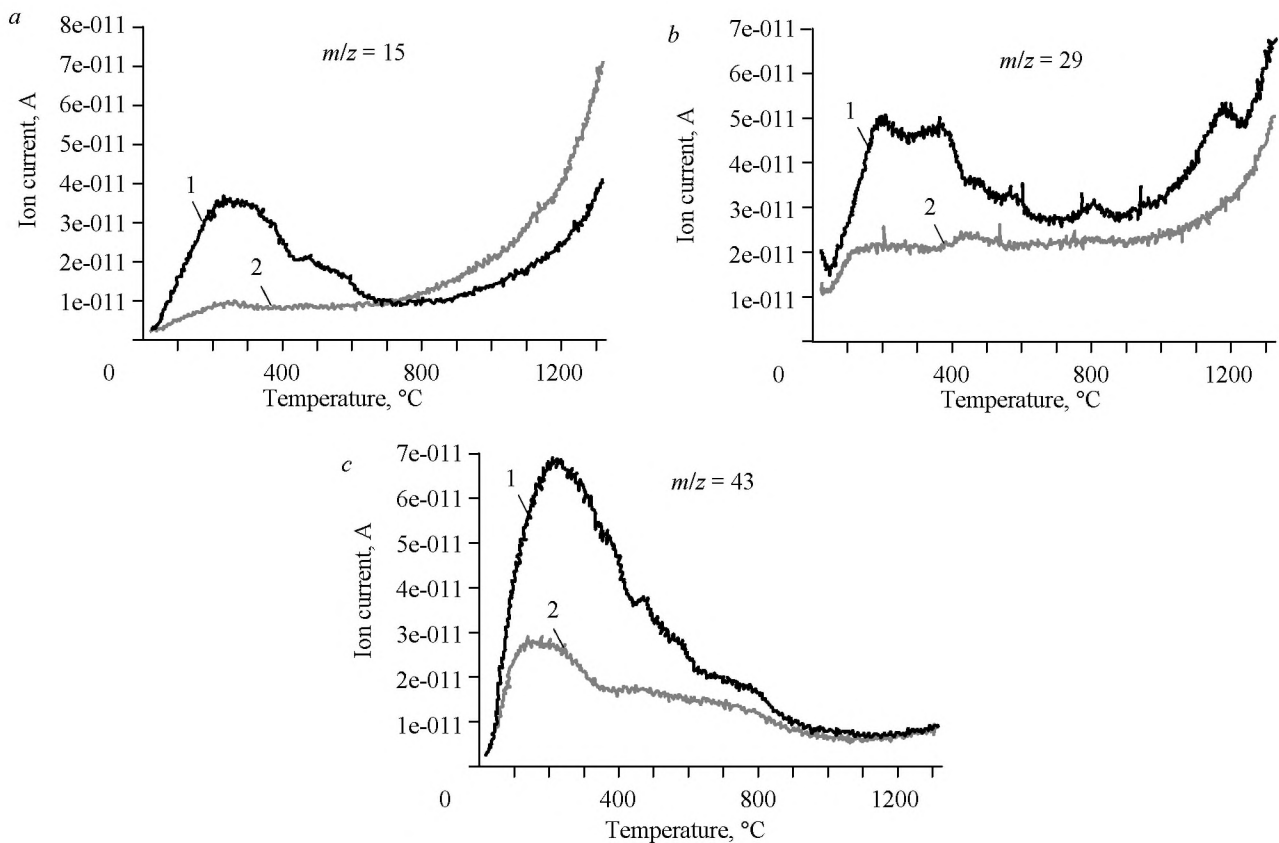 a
m/z = 15
8e-011
7e-011
6e-011
5e-011
4e-011
3e-011
2e-011
1e-011
Ion current, A
1
2
0
400
800
1200
Temperature, °C
b
m/z = 29
7e-011
6e-011
5e-011
4e-011
3e-011
2e-011
1e-011
Ion current, A
1
2
0
400
800
1200
Temperature, °C
c
m/z = 43
7e-011
6e-011
5e-011
4e-011
3e-011
2e-011
1e-011
Ion current, A
1
2
0
400
800
1200
Temperature, °C